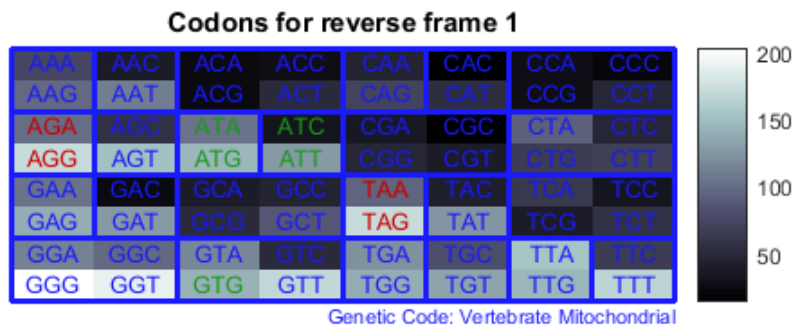 Codons for reverse frame 1
AAA AAC ACA ACC CAA CAC CCA CCC
AAG AAT ACG ACT CAG CAT CCG CCT
AGA AGC ATA ATC CGA CGC CTA CTC
AGG AGT ATG ATT CGG CGT CTG CTT
GAA GAC GCA GCC TAA TAC TCA TCC
GAG GAT GCG GCT TAG TAT TCG TCT
GGA GGC GTA GTC TGA TGC TTA TTC
GGG GGT GTG GTT TGG TGT TTG TTT
200
150
100
50
Genetic Code: Vertebrate Mitochondrial